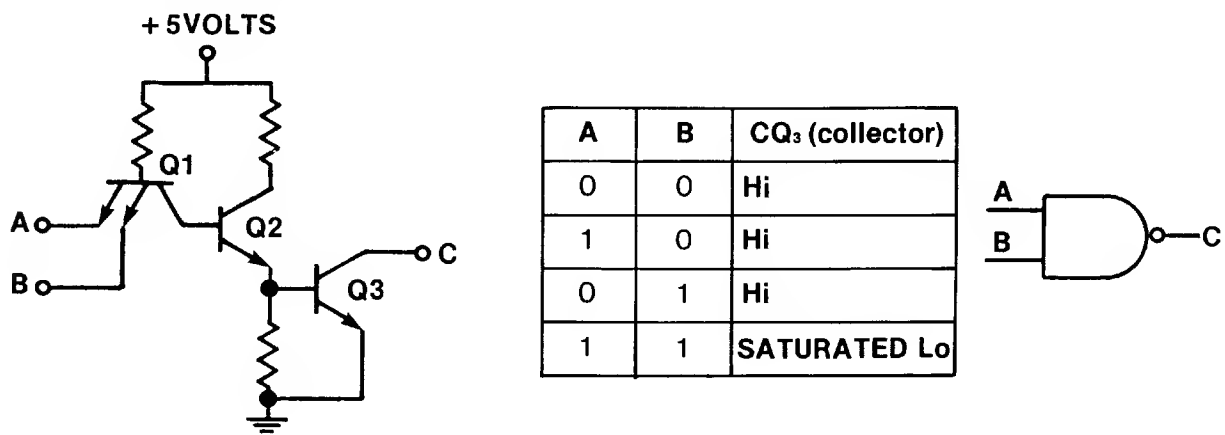 +5VOLTS
Q1
A
Q2
C
B
Q3
A B CQ₃ (collector)
0 0 Hi
1 0 Hi
0 1 Hi
1 1 SATURATED Lo
A
B
C